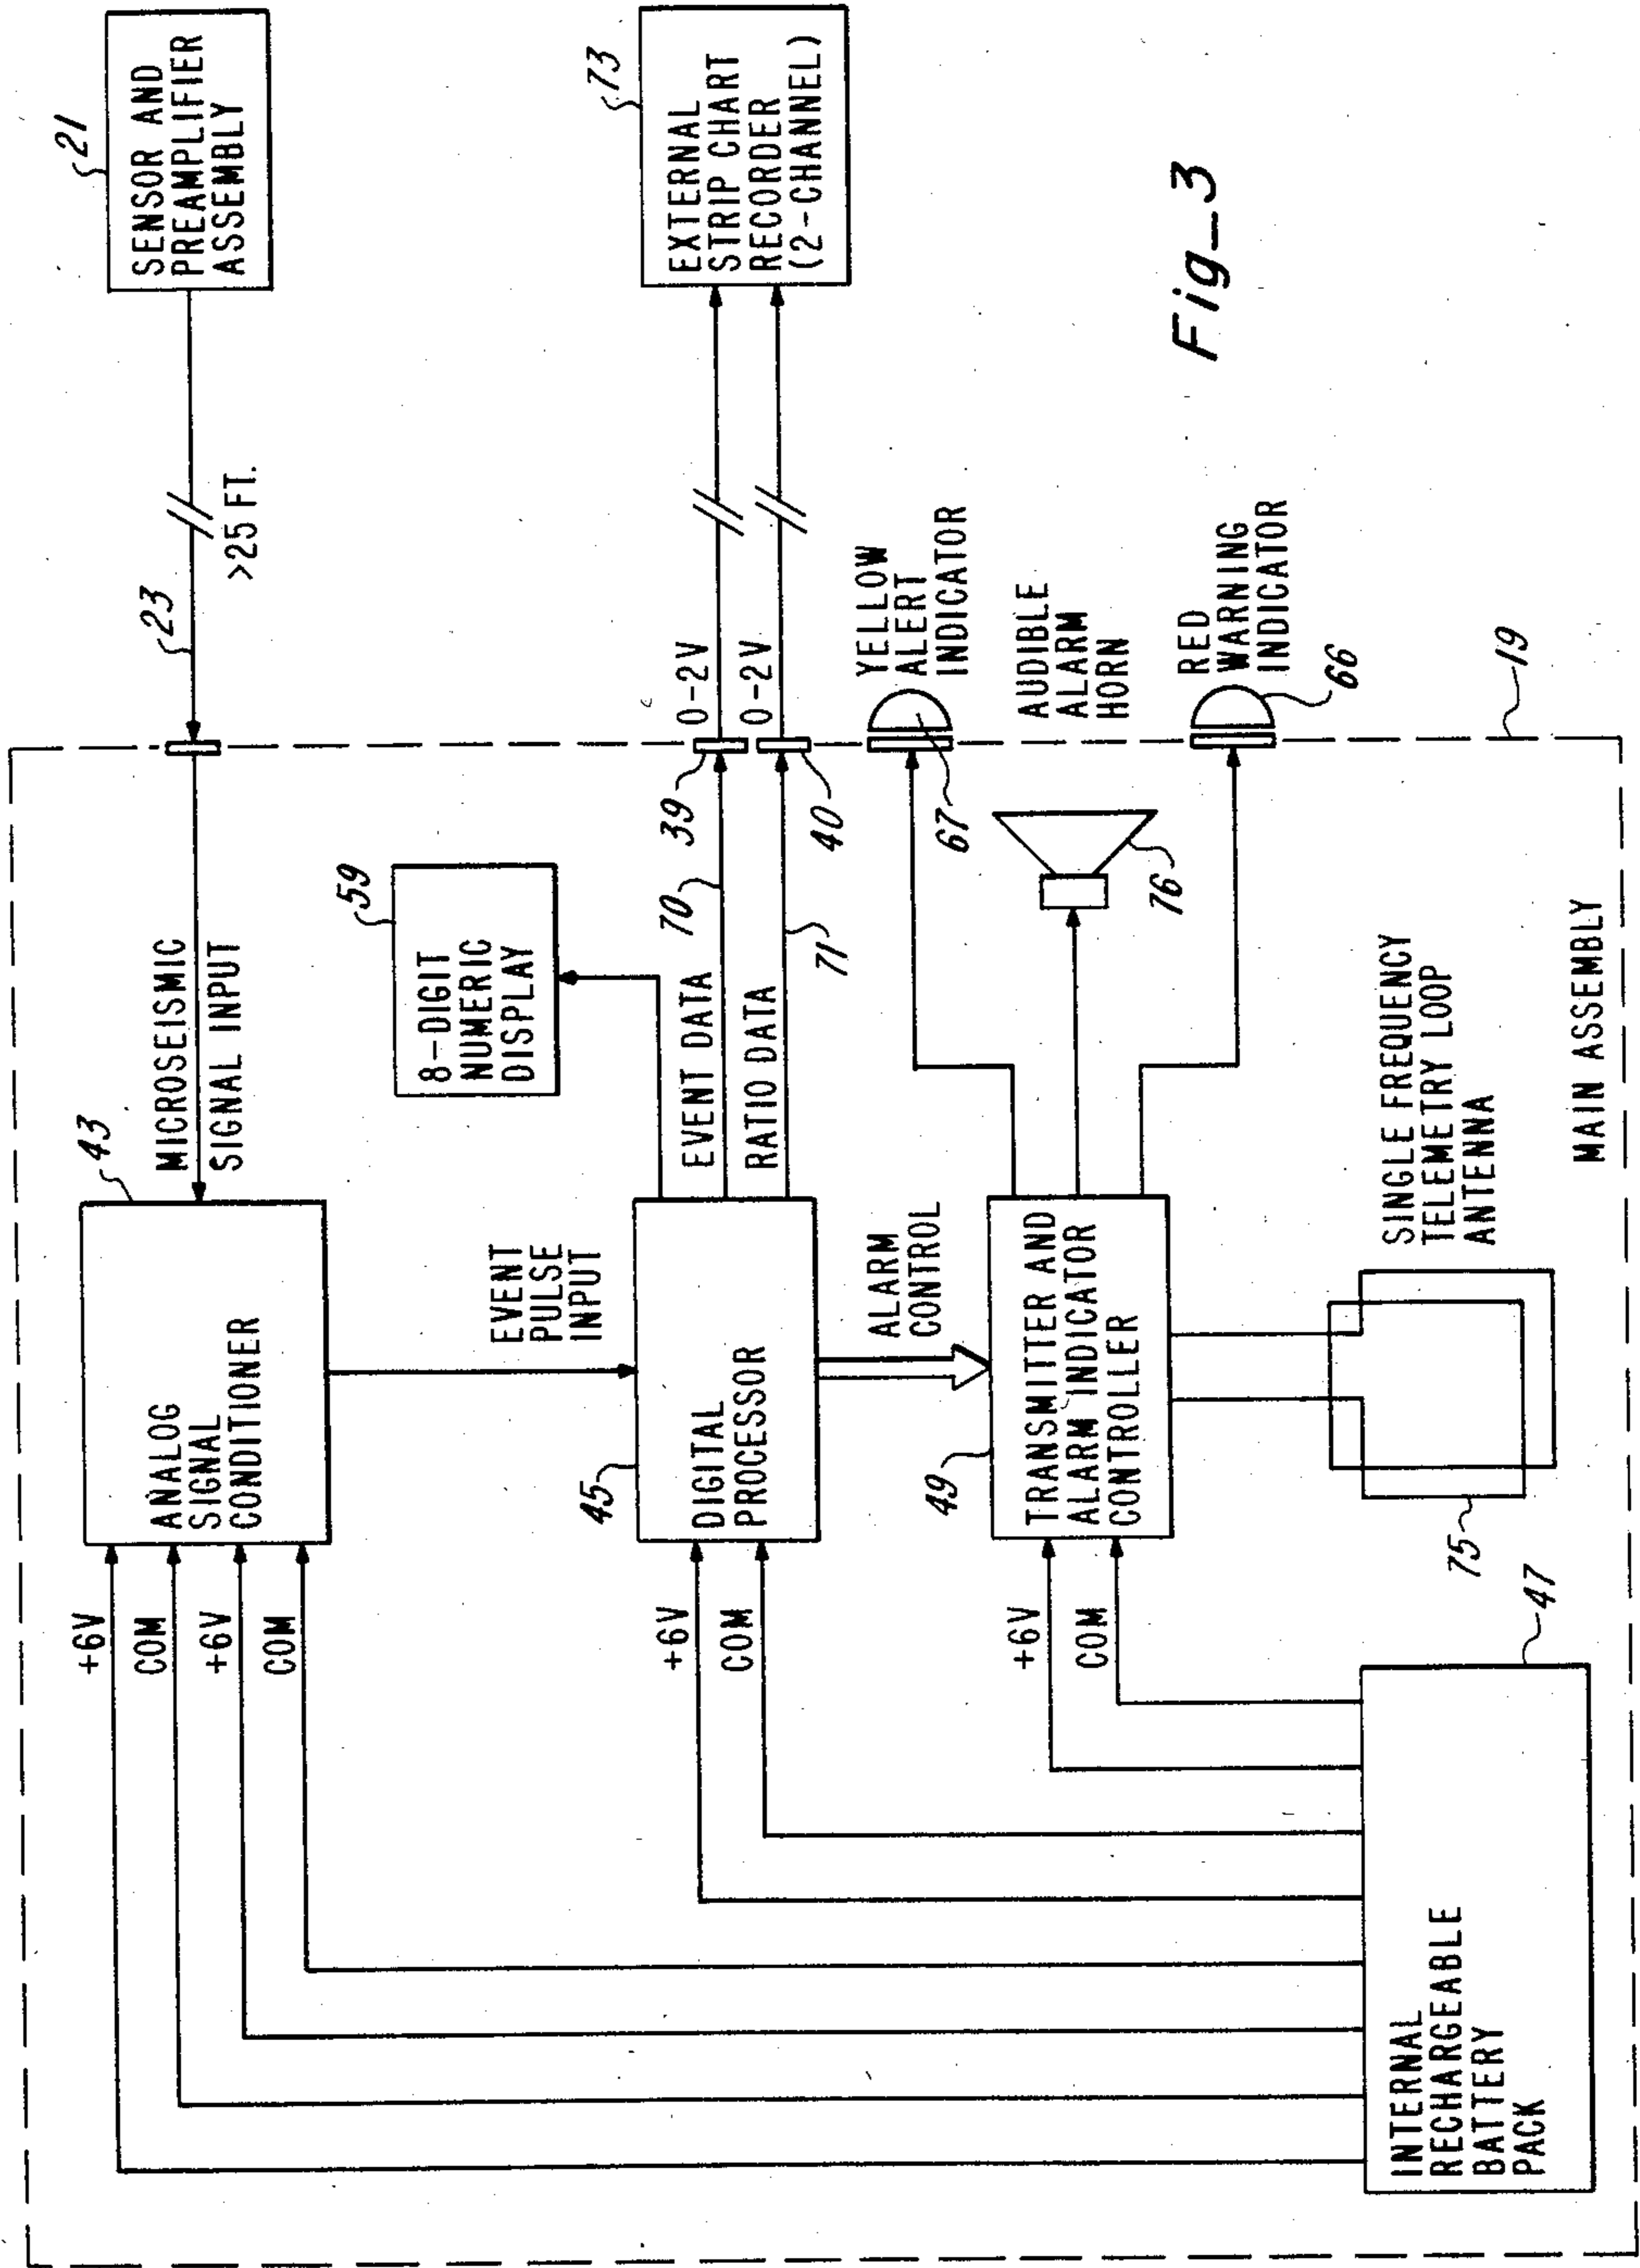 21
SENSOR AND
PREAMPLIFIER
ASSEMBLY
23
>25 FT.
MICROSEISMIC
SIGNAL INPUT
43
ANALOG
SIGNAL
CONDITIONER
+6V
COM
+6V
COM
EVENT
PULSE
INPUT
59
8-DIGIT
NUMERIC
DISPLAY
73
EXTERNAL
STRIP CHART
RECORDER
(2-CHANNEL)
0-2V
0-2V
39
40
EVENT DATA
70
RATIO DATA
71
45
DIGITAL
PROCESSOR
+6V
COM
ALARM
CONTROL
YELLOW
ALERT
INDICATOR
67
AUDIBLE
ALARM
HORN
76
RED
WARNING
INDICATOR
66
49
TRANSMITTER AND
ALARM INDICATOR
CONTROLLER
+6V
COM
SINGLE FREQUENCY
TELEMETRY LOOP
ANTENNA
75
47
INTERNAL
RECHARGEABLE
BATTERY
PACK
MAIN ASSEMBLY
19
Fig_3